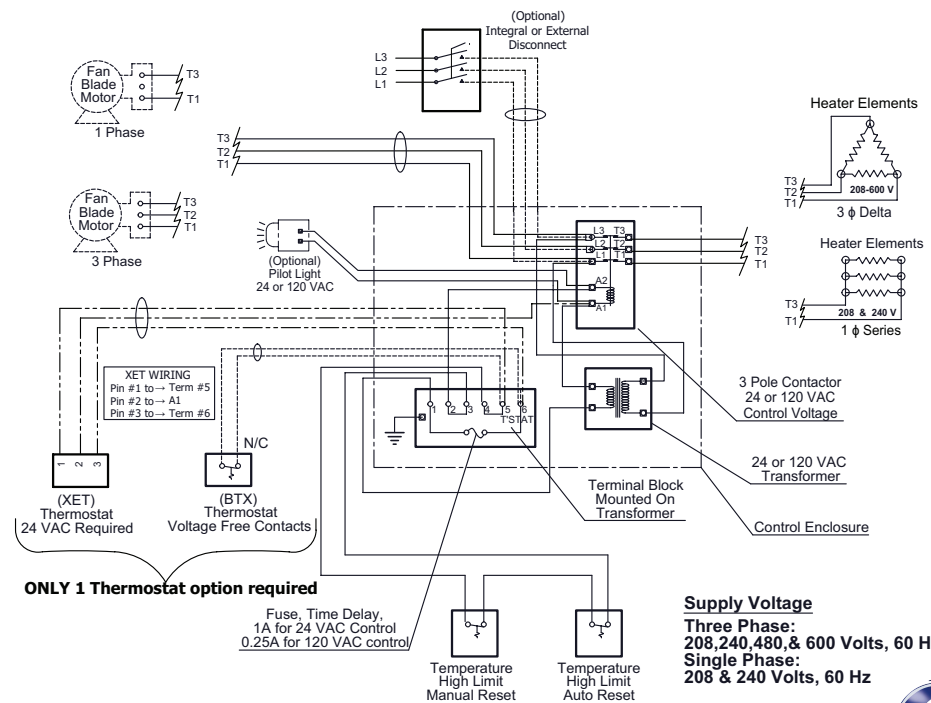 (Optional)
Integral or External
Disconnect
L3
L2
L1
Fan
Blade
Motor
T3
T1
1 Phase
T3
T2
T1
Fan
Blade
Motor
T3
T2
T1
3 Phase
(Optional)
Pilot Light
24 or 120 VAC
Heater Elements
T3
T2
T1
208-600 V
3 ϕ Delta
Heater Elements
T3
T1
208 & 240 V
1 ϕ Series
L3 T3
L2 T2
L1 T1
A2
A1
T3
T2
T1
XET WIRING
Pin #1 to→ Term #5
Pin #2 to→ A1
Pin #3 to→ Term #6
N/C
1 2 3 4 5 6
T'STAT
3 Pole Contactor
24 or 120 VAC
Control Voltage
24 or 120 VAC
Transformer
Terminal Block
Mounted On
Transformer
Control Enclosure
1 2 3
(XET)
Thermostat
24 VAC Required
(BTX)
Thermostat
Voltage Free Contacts
ONLY 1 Thermostat option required
Fuse, Time Delay,
1A for 24 VAC Control
0.25A for 120 VAC control
Temperature
High Limit
Manual Reset
Temperature
High Limit
Auto Reset
Supply Voltage
Three Phase:
208,240,480,& 600 Volts, 60 H
Single Phase:
208 & 240 Volts, 60 Hz